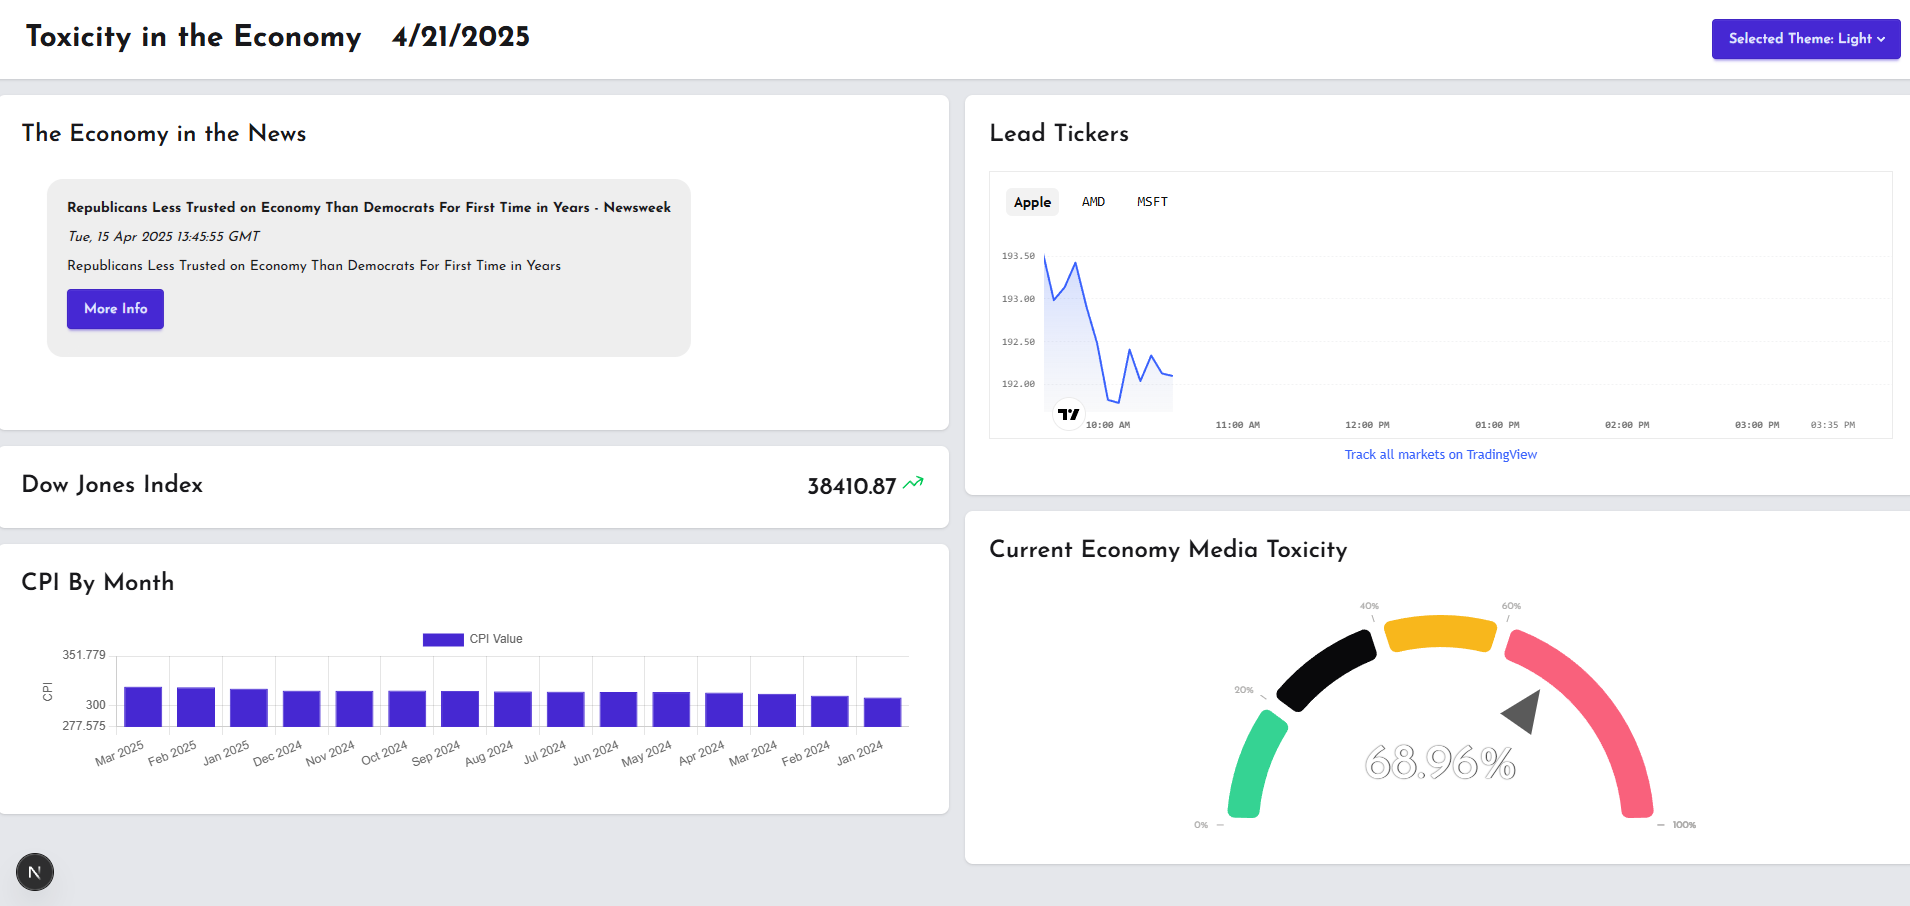 Toxicity in the Economy 4/21/2025
Selected Theme: Light
The Economy in the News
Republicans Less Trusted on Economy Than Democrats For First Time in Years - Newsweek
Tue, 15 Apr 2025 13:45:55 GMT
Republicans Less Trusted on Economy Than Democrats For First Time in Years
More Info
Dow Jones Index
38410.87
CPI By Month
CPI Value
351.779
300
277.575
CPI
Mar 2025 Feb 2025 Jan 2025 Dec 2024 Nov 2024 Oct 2024 Sep 2024 Aug 2024 Jul 2024 Jun 2024 May 2024 Apr 2024 Mar 2024 Feb 2024 Jan 2024
N
Lead Tickers
Apple AMD MSFT
193.50
193.00
192.50
192.00
10:00 AM 11:00 AM 12:00 PM 01:00 PM 02:00 PM 03:00 PM 03:35 PM
Track all markets on TradingView
Current Economy Media Toxicity
40% 60%
20%
68.96%
0% 100%